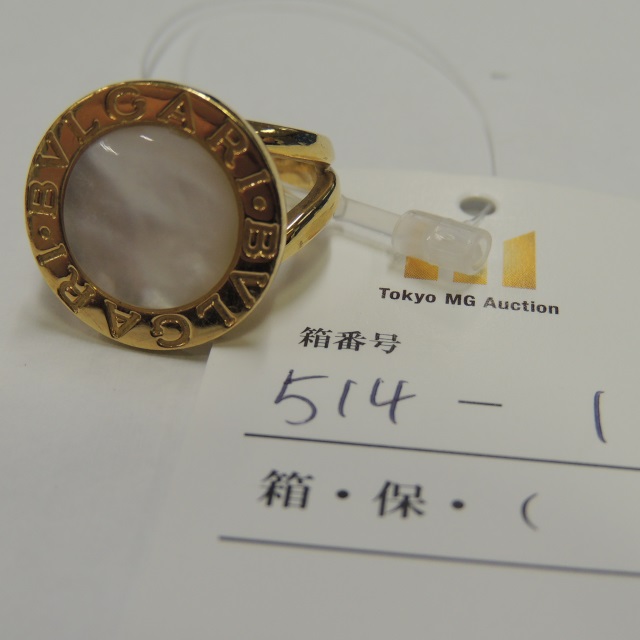 BVLGARI • BVLGARI •
Tokyo MG Auction
箱番号
514 - 1
箱・保・(